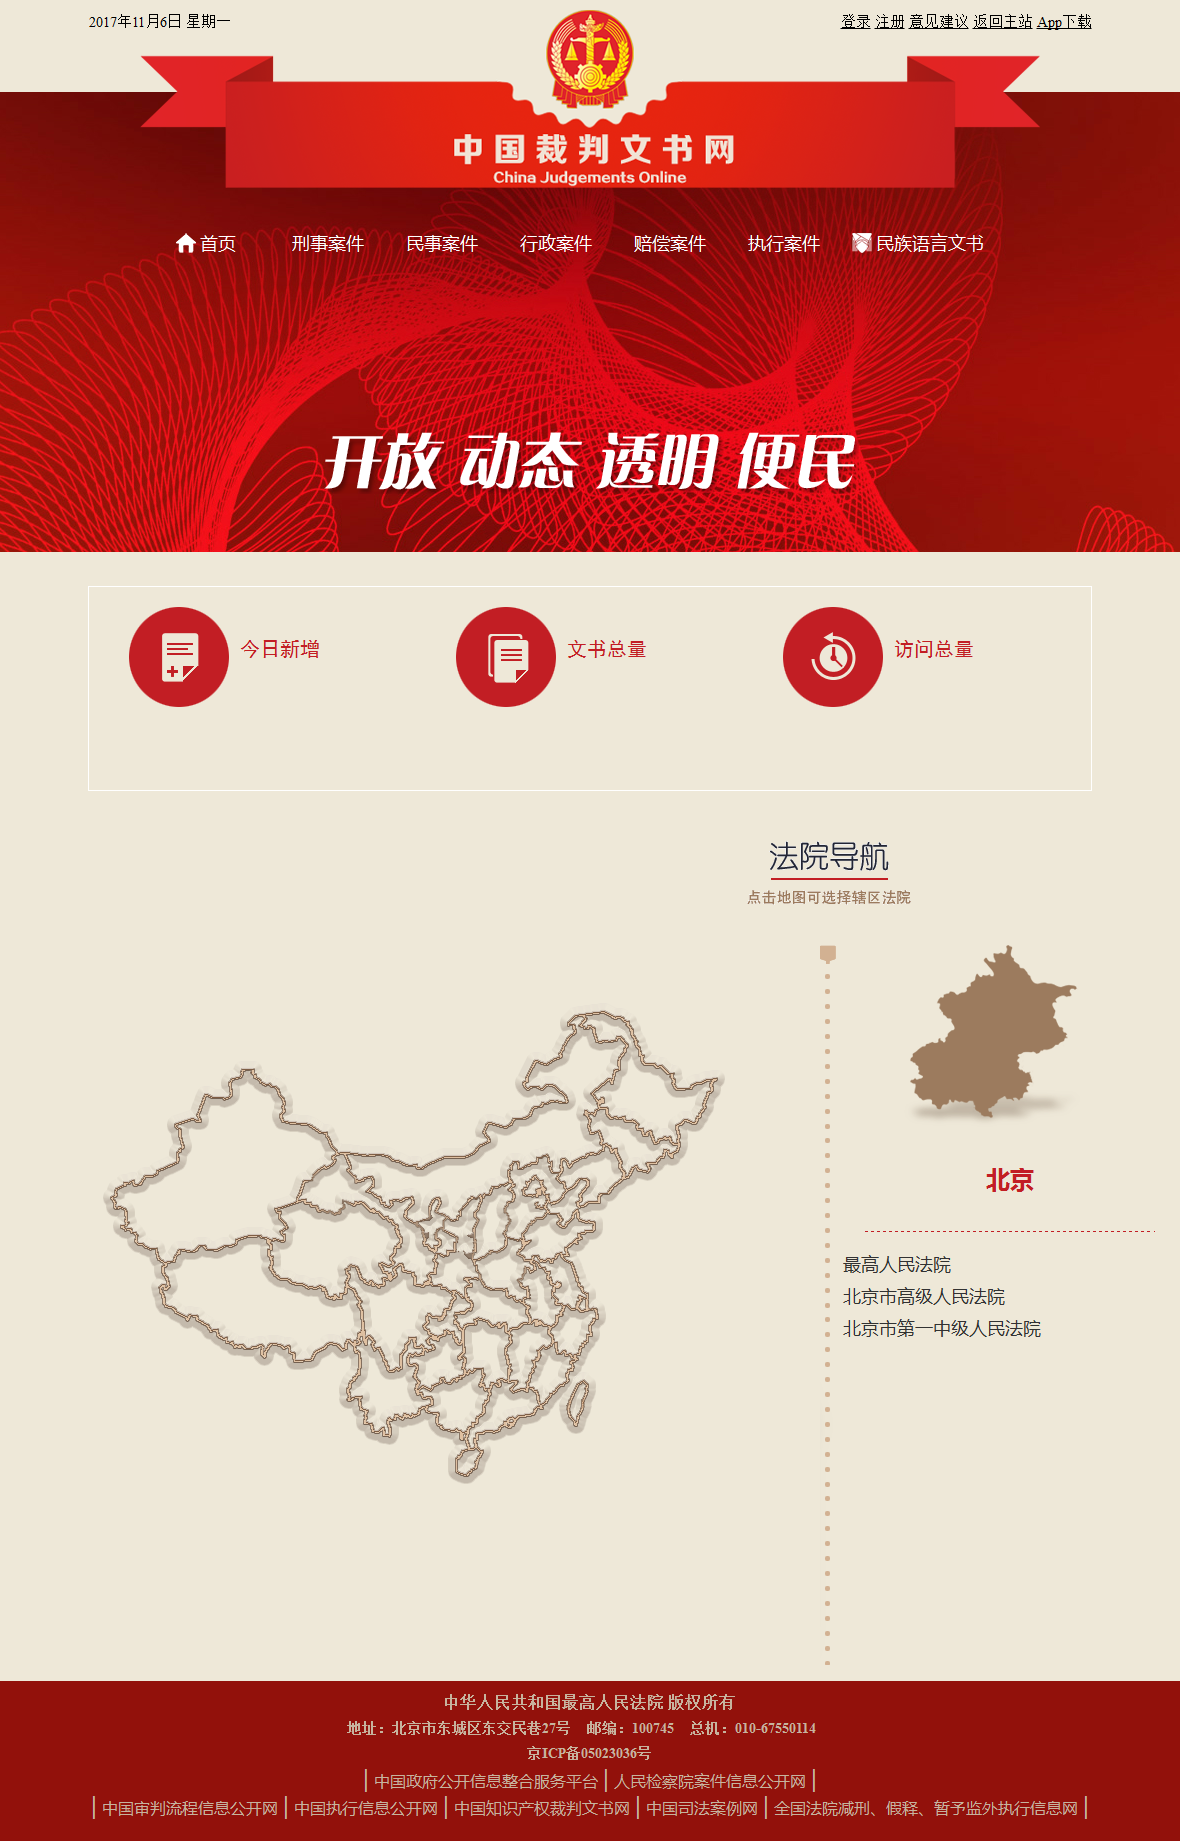 2017年11月6日 星期一
登录 注册 意见建议 返回主站 App下载
中国裁判文书网
China Judgements Online
首页 刑事案件 民事案件 行政案件 赔偿案件 执行案件 民族语言文书
开放 动态 透明 便民
今日新增 文书总量 访问总量
法院导航
点击地图可选择辖区法院
北京
最高人民法院
北京市高级人民法院
北京市第一中级人民法院
中华人民共和国最高人民法院 版权所有
地址：北京市东城区东交民巷27号 邮编：100745 总机：010-67550114
京ICP备05023036号
| 中国政府公开信息整合服务平台 | 人民检察院案件信息公开网 |
| 中国审判流程信息公开网 | 中国执行信息公开网 | 中国知识产权裁判文书网 | 中国司法案例网 | 全国法院减刑、假释、暂予监外执行信息网 |